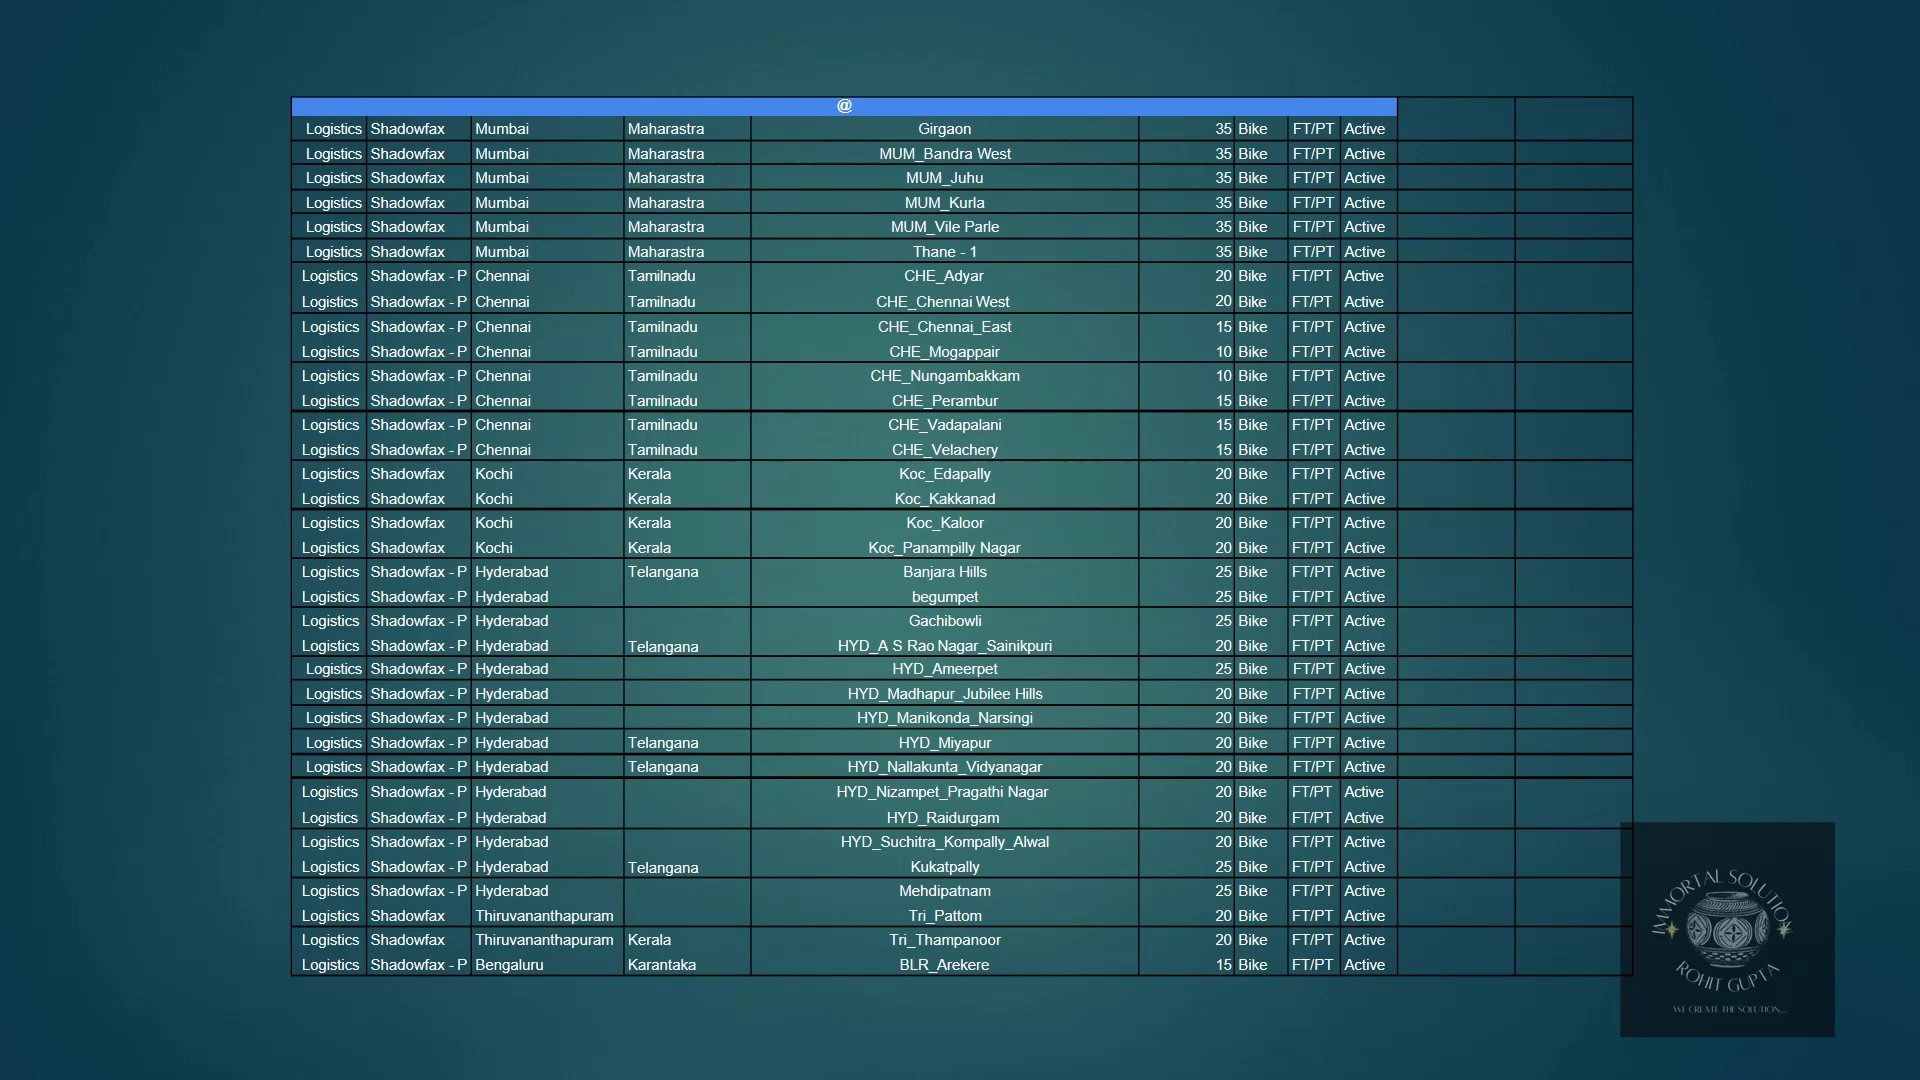 @
Logistics Shadowfax Mumbai Maharastra Girgaon 35 Bike FT/PT Active
Logistics Shadowfax Mumbai Maharastra MUM_Bandra West 35 Bike FT/PT Active
Logistics Shadowfax Mumbai Maharastra MUM_Juhu 35 Bike FT/PT Active
Logistics Shadowfax Mumbai Maharastra MUM_Kurla 35 Bike FT/PT Active
Logistics Shadowfax Mumbai Maharastra MUM_Vile Parle 35 Bike FT/PT Active
Logistics Shadowfax Mumbai Maharastra Thane - 1 35 Bike FT/PT Active
Logistics Shadowfax - P Chennai Tamilnadu CHE_Adyar 20 Bike FT/PT Active
Logistics Shadowfax - P Chennai Tamilnadu CHE_Chennai West 20 Bike FT/PT Active
Logistics Shadowfax - P Chennai Tamilnadu CHE_Chennai_East 15 Bike FT/PT Active
Logistics Shadowfax - P Chennai Tamilnadu CHE_Mogappair 10 Bike FT/PT Active
Logistics Shadowfax - P Chennai Tamilnadu CHE_Nungambakkam 10 Bike FT/PT Active
Logistics Shadowfax - P Chennai Tamilnadu CHE_Perambur 15 Bike FT/PT Active
Logistics Shadowfax - P Chennai Tamilnadu CHE_Vadapalani 15 Bike FT/PT Active
Logistics Shadowfax - P Chennai Tamilnadu CHE_Velachery 15 Bike FT/PT Active
Logistics Shadowfax Kochi Kerala Koc_Edapally 20 Bike FT/PT Active
Logistics Shadowfax Kochi Kerala Koc_Kakkanad 20 Bike FT/PT Active
Logistics Shadowfax Kochi Kerala Koc_Kaloor 20 Bike FT/PT Active
Logistics Shadowfax Kochi Kerala Koc_Panampilly Nagar 20 Bike FT/PT Active
Logistics Shadowfax - P Hyderabad Telangana Banjara Hills 25 Bike FT/PT Active
Logistics Shadowfax - P Hyderabad begumpet 25 Bike FT/PT Active
Logistics Shadowfax - P Hyderabad Gachibowli 25 Bike FT/PT Active
Logistics Shadowfax - P Hyderabad Telangana HYD_A S Rao Nagar_Sainikpuri 20 Bike FT/PT Active
Logistics Shadowfax - P Hyderabad HYD_Ameerpet 25 Bike FT/PT Active
Logistics Shadowfax - P Hyderabad HYD_Madhapur_Jubilee Hills 20 Bike FT/PT Active
Logistics Shadowfax - P Hyderabad HYD_Manikonda_Narsingi 20 Bike FT/PT Active
Logistics Shadowfax - P Hyderabad Telangana HYD_Miyapur 20 Bike FT/PT Active
Logistics Shadowfax - P Hyderabad Telangana HYD_Nallakunta_Vidyanagar 20 Bike FT/PT Active
Logistics Shadowfax - P Hyderabad HYD_Nizampet_Pragathi Nagar 20 Bike FT/PT Active
Logistics Shadowfax - P Hyderabad HYD_Raidurgam 20 Bike FT/PT Active
Logistics Shadowfax - P Hyderabad HYD_Suchitra_Kompally_Alwal 20 Bike FT/PT Active
Logistics Shadowfax - P Hyderabad Telangana Kukatpally 25 Bike FT/PT Active
Logistics Shadowfax - P Hyderabad Mehdipatnam 25 Bike FT/PT Active
Logistics Shadowfax Thiruvananthapuram Tri_Pattom 20 Bike FT/PT Active
Logistics Shadowfax Thiruvananthapuram Kerala Tri_Thampanoor 20 Bike FT/PT Active
Logistics Shadowfax - P Bengaluru Karantaka BLR_Arekere 15 Bike FT/PT Active
IMMORTAL SOLUTION
ROHIT GUPTA
WE CREATE THE SOLUTION....